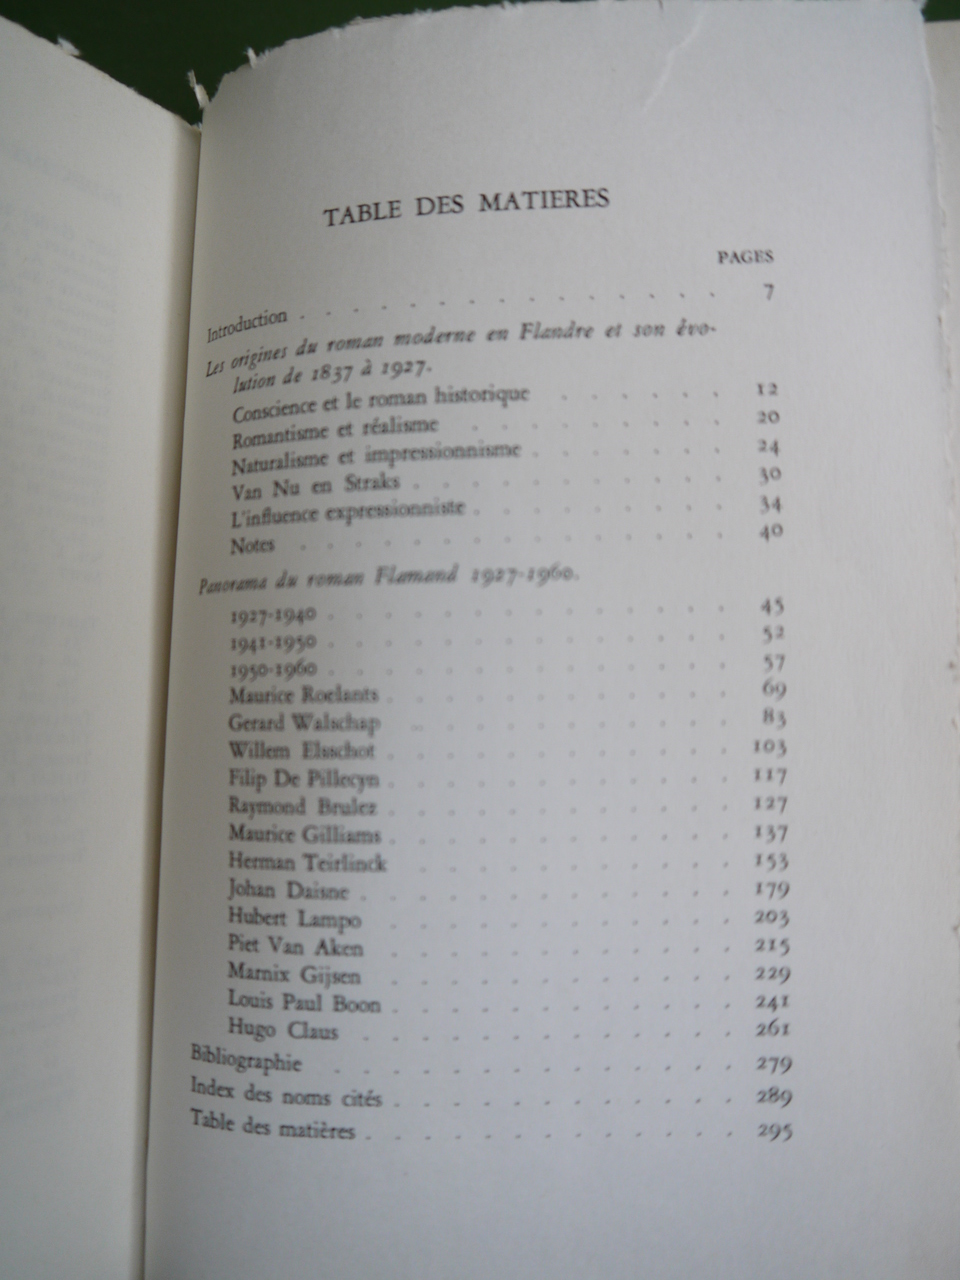 TABLE DES MATIERES
PAGES
Introduction . . . . . . . . . . . . . . . . 7
Les origines du roman moderne en Flandre et son évo-
lution de 1837 à 1927.
Conscience et le roman historique . . . . . . 12
Romantisme et réalisme . . . . . . . . . 20
Naturalisme et impressionnisme . . . . . . . 24
Van Nu en Straks . . . . . . . . . . . 30
L'influence expressionniste . . . . . . . . . 34
Notes . . . . . . . . . . . . . . . 40
Panorama du roman Flamand 1927-1960.
1927-1940 . . . . . . . . . . . . . . 45
1941-1950 . . . . . . . . . . . . . . 52
1950-1960 . . . . . . . . . . . . . . 57
Maurice Roelants . . . . . . . . . . . . 69
Gerard Walschap . . . . . . . . . . . 83
Willem Elsschot . . . . . . . . . . . . 103
Filip De Pillecyn . . . . . . . . . . . . 117
Raymond Brulez . . . . . . . . . . . . 127
Maurice Gilliams . . . . . . . . . . . . 137
Herman Teirlinck . . . . . . . . . . . 153
Johan Daisne . . . . . . . . . . . . . 179
Hubert Lampo . . . . . . . . . . . . 203
Piet Van Aken . . . . . . . . . . . . 215
Marnix Gijsen . . . . . . . . . . . . 229
Louis Paul Boon . . . . . . . . . . . . 241
Hugo Claus . . . . . . . . . . . . . 261
Bibliographie . . . . . . . . . . . . . . 279
Index des noms cités . . . . . . . . . . . . 289
Table des matières . . . . . . . . . . . . . 295